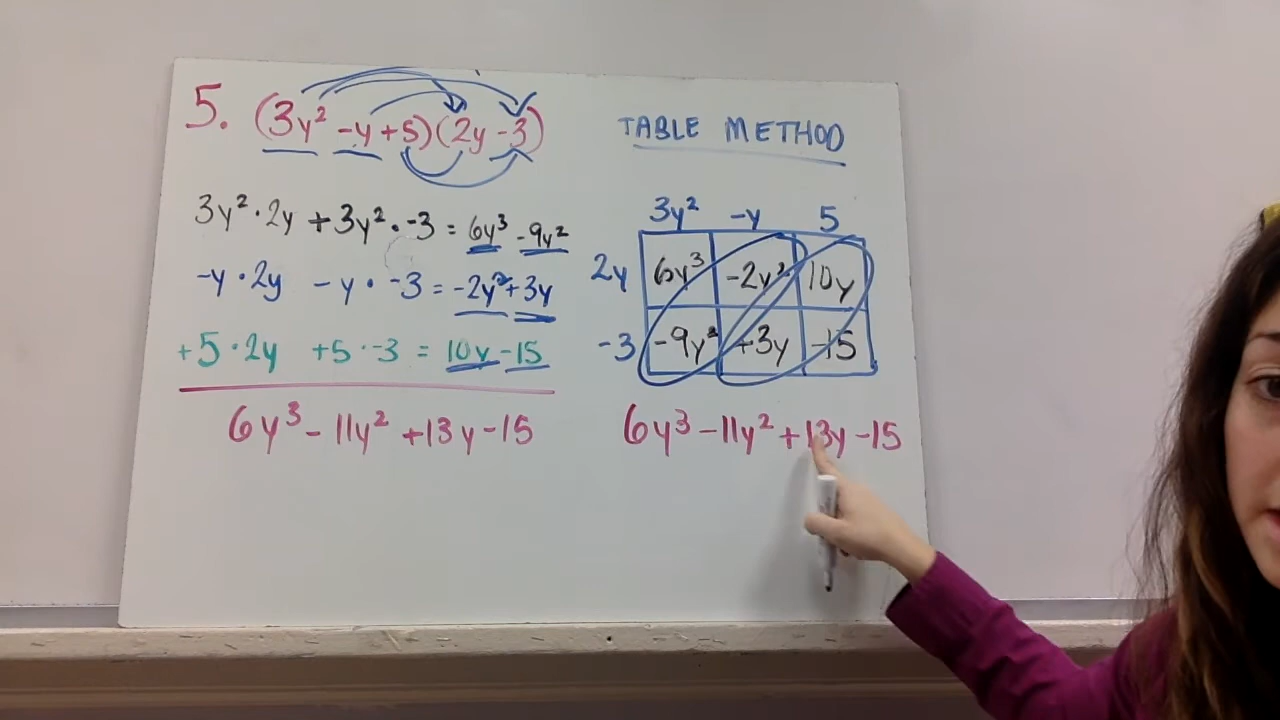 5. (3y² -y +5)(2y -3)
3y² · 2y + 3y² · -3 = 6y³ -9y²
-y · 2y - y · -3 = -2y² +3y
+5 · 2y +5 · -3 = 10y -15
6y³ - 11y² +13y -15
TABLE METHOD
3y² -y 5
2y 6y³ -2y² 10y
-3 -9y² +3y -15
6y³ -11y² +13y -15